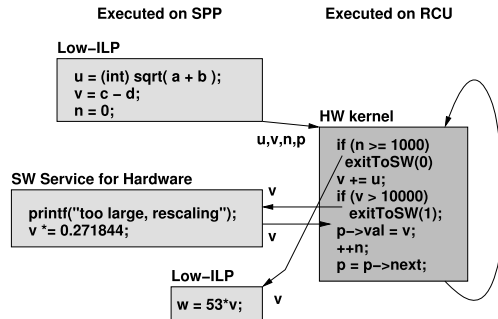 Executed on SPP
Executed on RCU
Low-ILP
u = (int) sqrt( a + b );
v = c - d;
n = 0;
u,v,n,p
HW kernel
if (n >= 1000)
exitToSW(0)
v += u;
if (v > 10000)
exitToSW(1);
p->val = v;
++n;
p = p->next;
SW Service for Hardware
v
printf("too large, rescaling");
v *= 0.271844;
v
Low-ILP
w = 53*v;
v